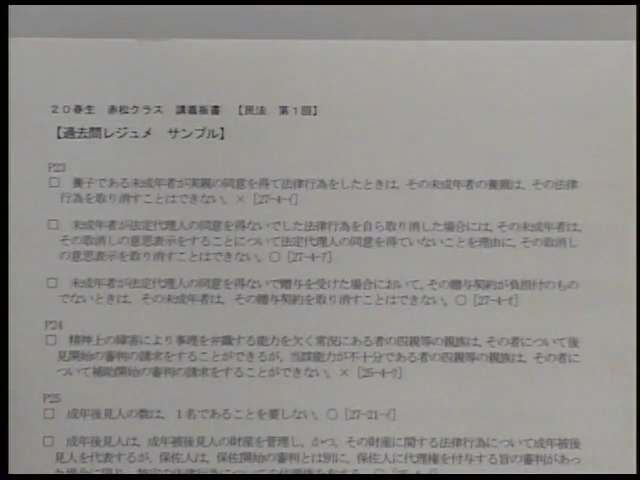 20春生 赤松クラス 講義板書 【民法 第1回】
【過去問レジュメ サンプル】
P23
□ 養子である未成年者が実親の同意を得て法律行為をしたときは、その未成年者の養親は、その法律
行為を取り消すことはできない。× [27-4-イ]
□ 未成年者が法定代理人の同意を得ないでした法律行為を自ら取り消した場合には、その未成年者は、
その取消しの意思表示をすることについて法定代理人の同意を得ていないことを理由に、その取消し
の意思表示を取り消すことはできない。○ [27-4-ア]
□ 未成年者が法定代理人の同意を得ないで贈与を受けた場合において、その贈与契約が負担付のもの
でないときは、その未成年者は、その贈与契約を取り消すことはできない。○ [27-4-エ]
P24
□ 精神上の障害により事理を弁識する能力を欠く常況にある者の四親等の親族は、その者について後
見開始の審判の請求をすることができるが、当該能力が不十分である者の四親等の親族は、その者に
ついて補助開始の審判の請求をすることができない。× [25-4-ウ]
P25
□ 成年後見人の数は、1名であることを要しない。○ [27-21-イ]
□ 成年後見人は、成年被後見人の財産を管理し、かつ、その財産に関する法律行為について成年被後
見人を代表するが、保佐人は、保佐開始の審判とは別に、保佐人に代理権を付与する旨の審判があっ